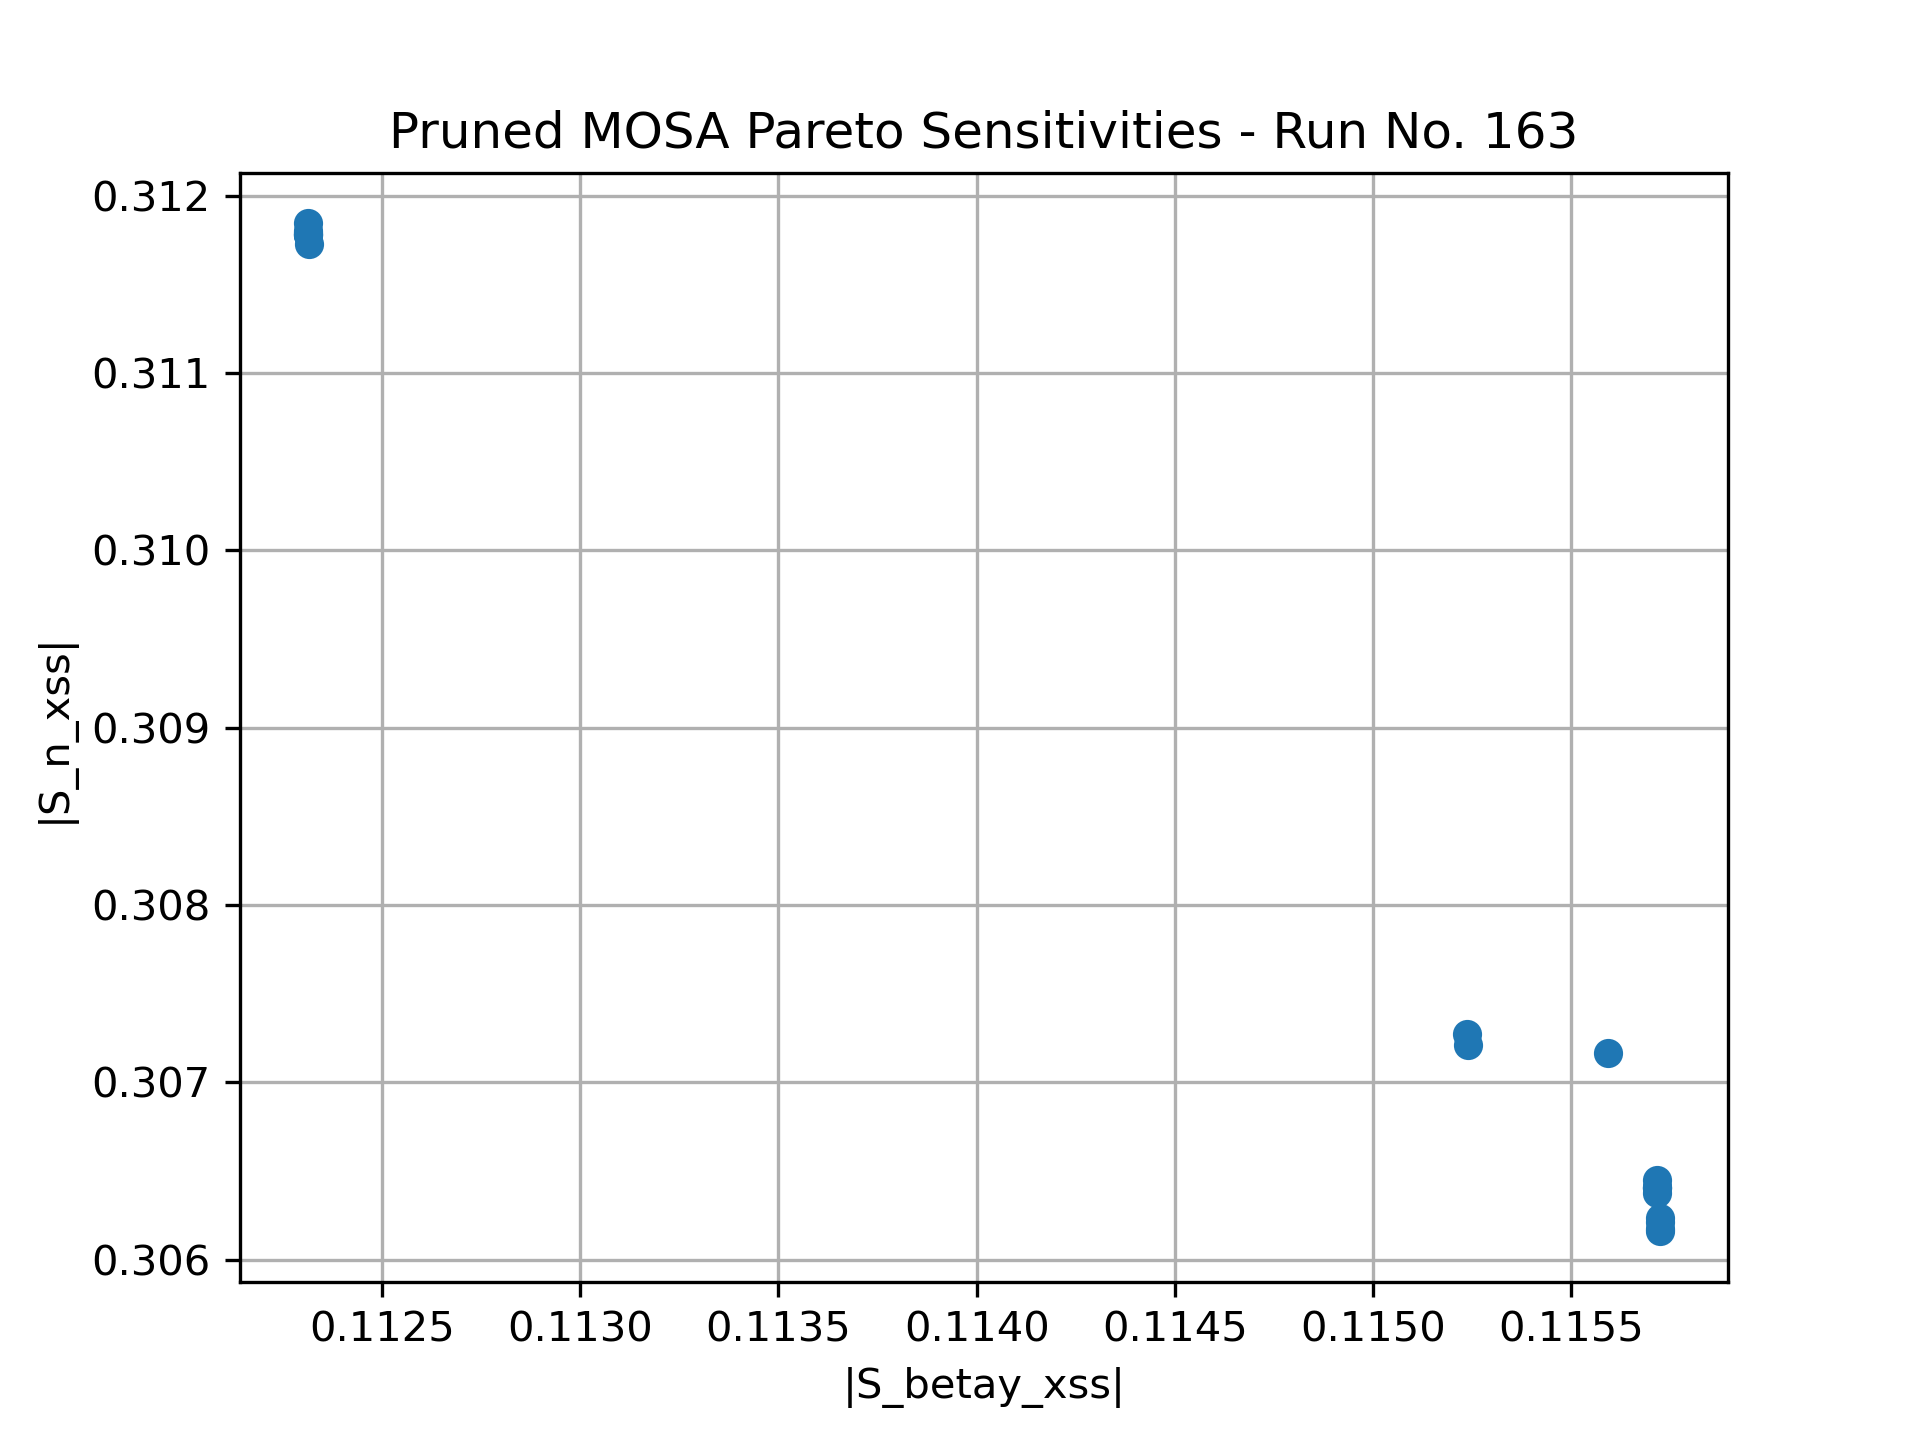 Pruned MOSA Pareto Sensitivities - Run No. 163
0.312
0.311
0.310
0.309
0.308
0.307
0.306
|S_n_xss|
0.1125 0.1130 0.1135 0.1140 0.1145 0.1150 0.1155
|S_betay_xss|